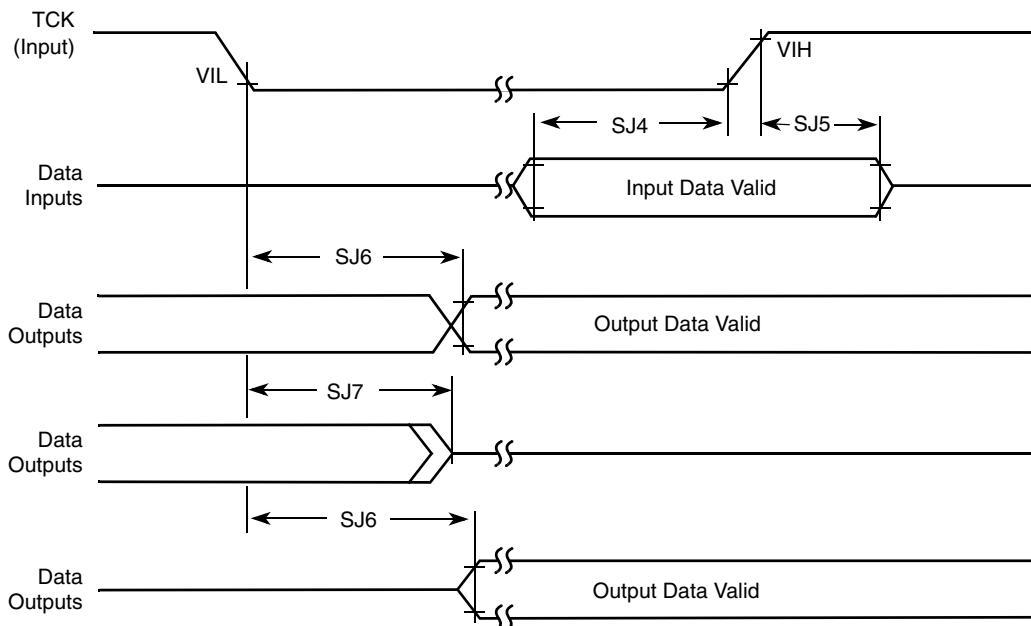 TCK
(Input)
VIL
VIH
SJ4
SJ5
Data
Inputs
Input Data Valid
SJ6
Data
Outputs
Output Data Valid
SJ7
Data
Outputs
SJ6
Data
Outputs
Output Data Valid